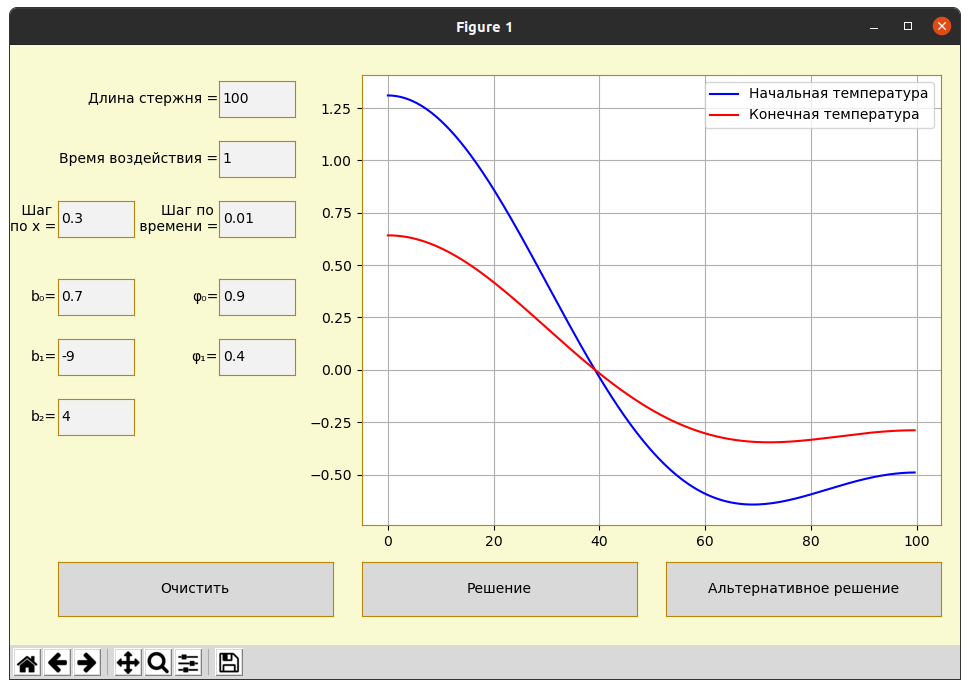 Figure 1
Длина стержня = 100
Время воздействия = 1
Шаг
по x = 0.3
Шаг по
времени = 0.01
b₀= 0.7
φ₀= 0.9
b₁= -9
φ₁= 0.4
b₂= 4
Начальная температура
Конечная температура
1.25
1.00
0.75
0.50
0.25
0.00
−0.25
−0.50
0 20 40 60 80 100
Очистить
Решение
Альтернативное решение